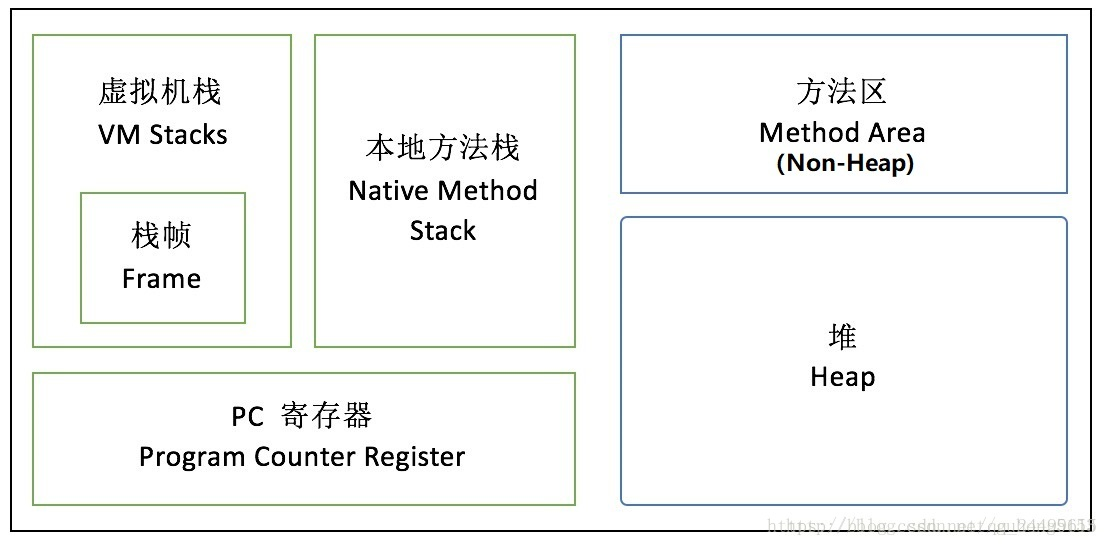 虚拟机栈
VM Stacks
栈帧
Frame
本地方法栈
Native Method
Stack
PC 寄存器
Program Counter Register
方法区
Method Area
(Non-Heap)
堆
Heap